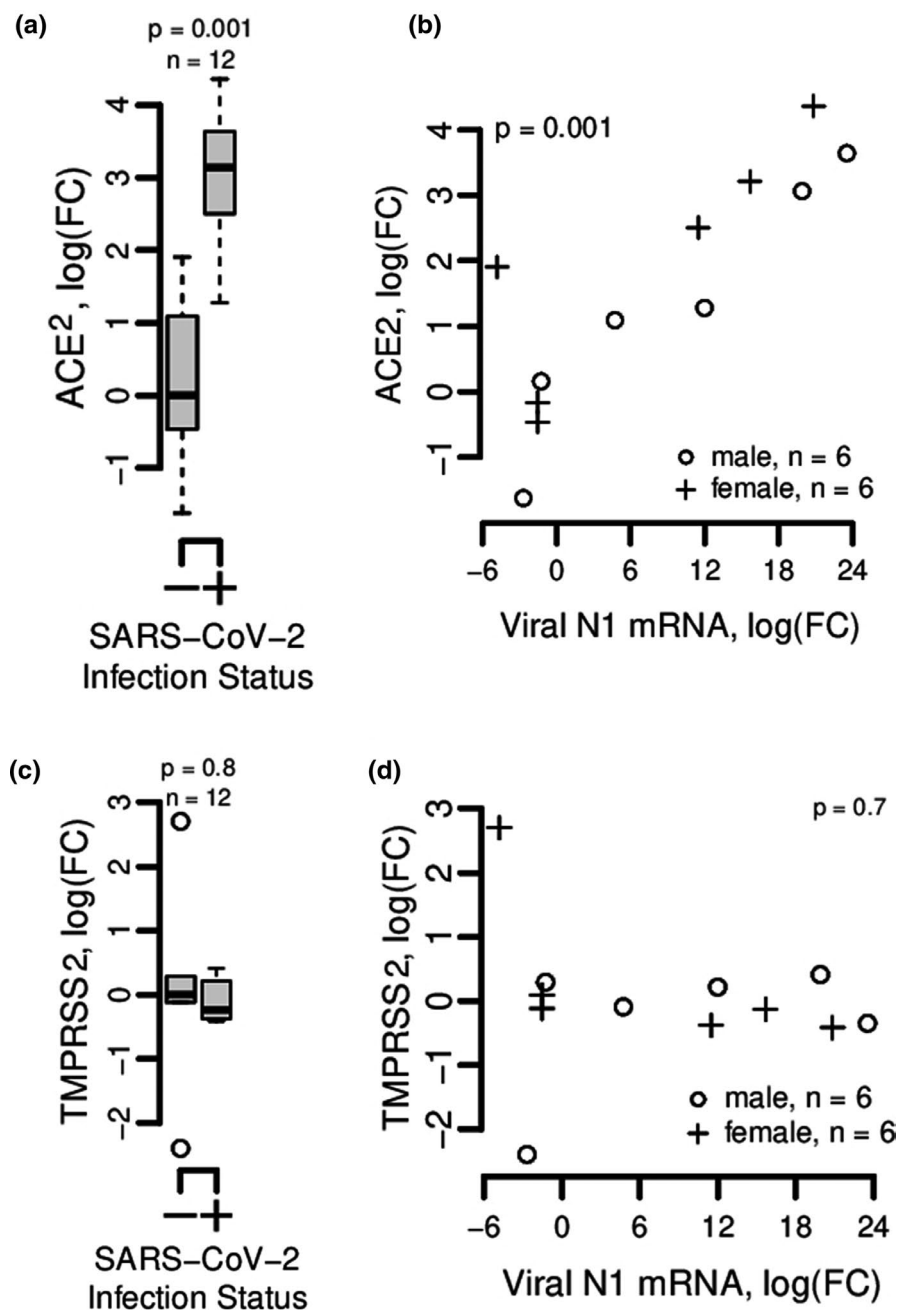 (a)
p = 0.001
n = 12
ACE², log(FC)
4
3
2
1
0
−1
− +
SARS−CoV−2
Infection Status
(b)
p = 0.001
ACE2, log(FC)
4
3
2
1
0
−1
male, n = 6
female, n = 6
−6 0 6 12 18 24
Viral N1 mRNA, log(FC)
(c)
p = 0.8
n = 12
TMPRSS2, log(FC)
3
2
1
0
−1
−2
− +
SARS−CoV−2
Infection Status
(d)
p = 0.7
TMPRSS2, log(FC)
3
2
1
0
−1
−2
male, n = 6
female, n = 6
−6 0 6 12 18 24
Viral N1 mRNA, log(FC)